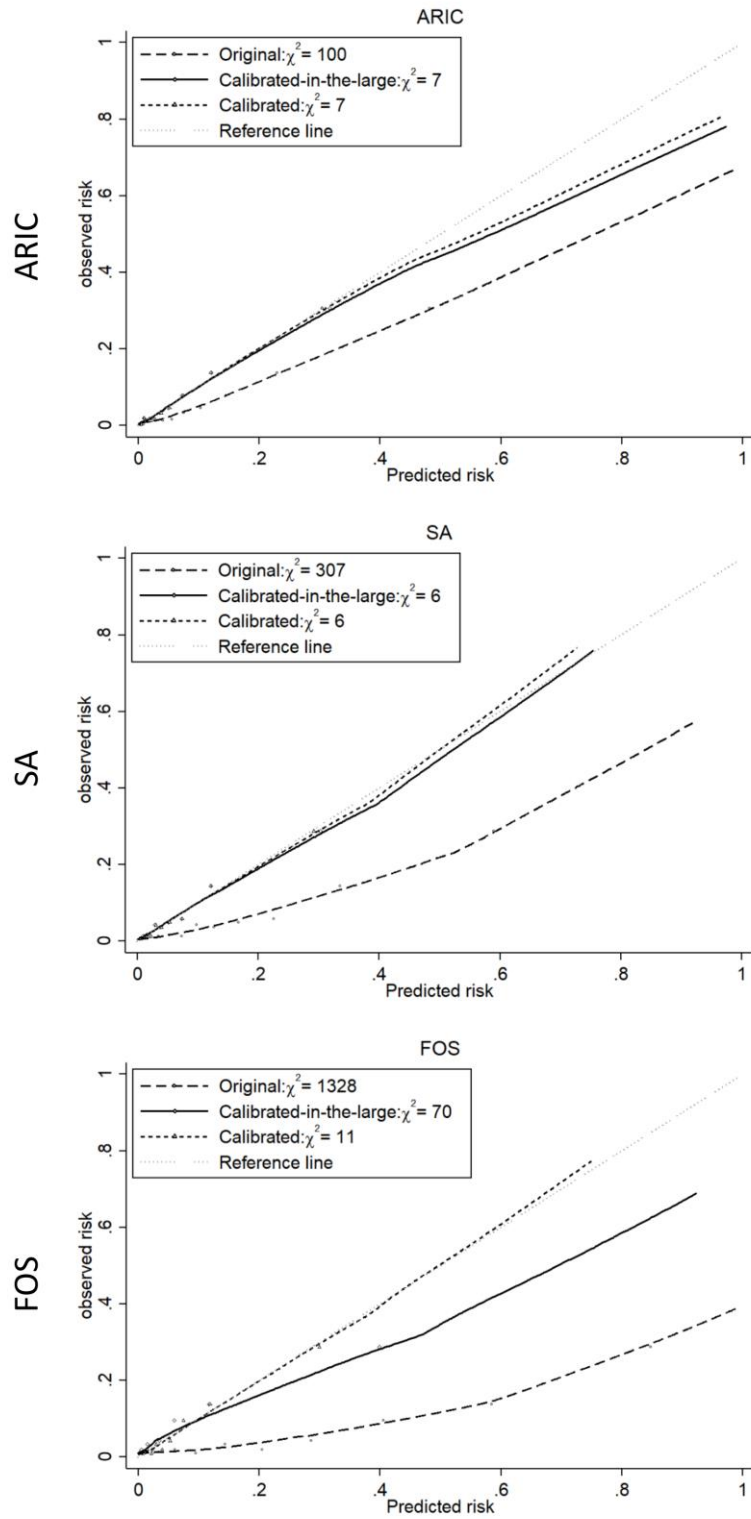 ARIC
Original:χ²= 100
Calibrated-in-the-large:χ²= 7
Calibrated:χ²= 7
Reference line
ARIC
observed risk
0 .2 .4 .6 .8 1
0 .2 .4 .6 .8 1
Predicted risk
SA
Original:χ²= 307
Calibrated-in-the-large:χ²= 6
Calibrated:χ²= 6
Reference line
SA
observed risk
0 .2 .4 .6 .8 1
0 .2 .4 .6 .8 1
Predicted risk
FOS
Original:χ²= 1328
Calibrated-in-the-large:χ²= 70
Calibrated:χ²= 11
Reference line
FOS
observed risk
0 .2 .4 .6 .8 1
0 .2 .4 .6 .8 1
Predicted risk